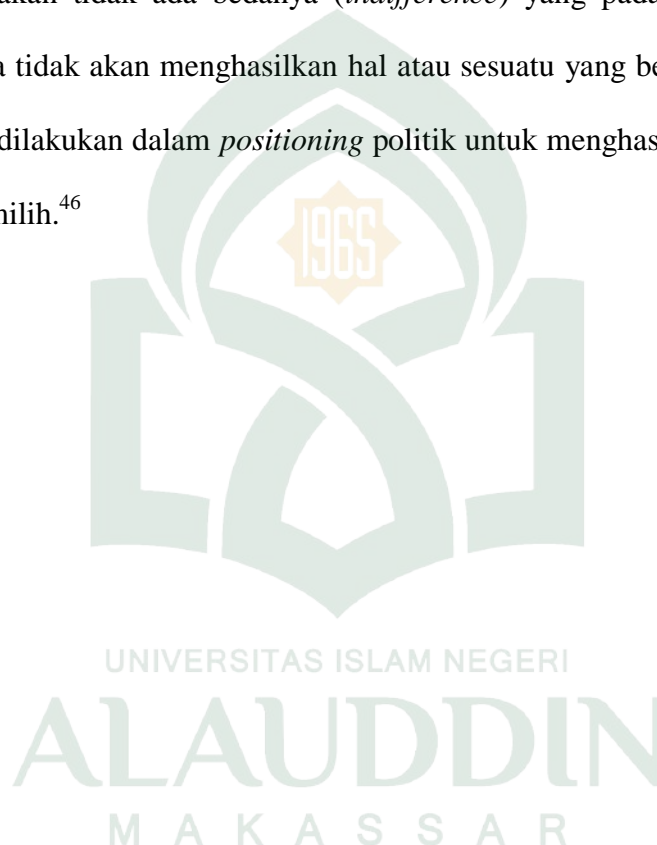 akan tidak ada bedanya (indifference) yang pada
a tidak akan menghasilkan hal atau sesuatu yang be
dilakukan dalam positioning politik untuk menghas
nilih.46
1965
UNIVERSITAS ISLAM NEGERI
ALAUDDIN
MAKASSAR